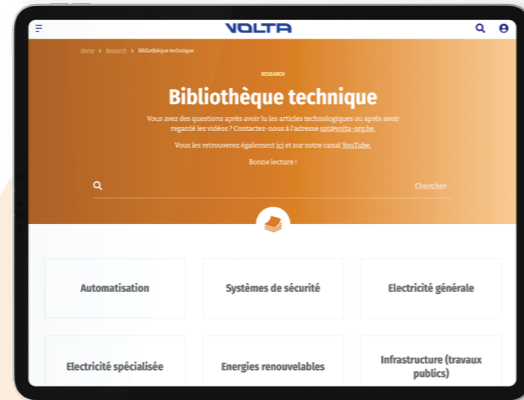 VOLTA
Home > Research > Bibliothèque technique
RESEARCH
Bibliothèque technique
Vous avez des questions après avoir lu les articles technologiques ou après avoir
regardé les vidéos ? Contactez-nous à l'adresse sat@volta-org.be.
Vous les retrouverez également ici et sur notre canal YouTube.
Bonne lecture !
Chercher
Automatisation
Systèmes de sécurité
Electricité générale
Electricité spécialisée
Energies renouvelables
Infrastructure (travaux
publics)